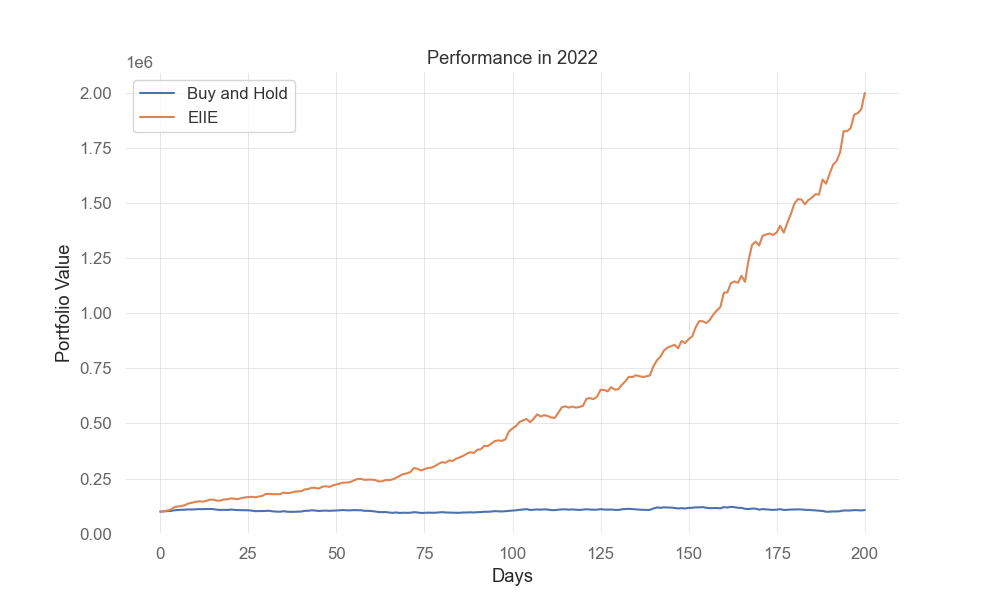 Performance in 2022
1e6
Buy and Hold
EIIE
2.00
1.75
1.50
1.25
1.00
0.75
0.50
0.25
0.00
Portfolio Value
0 25 50 75 100 125 150 175 200
Days